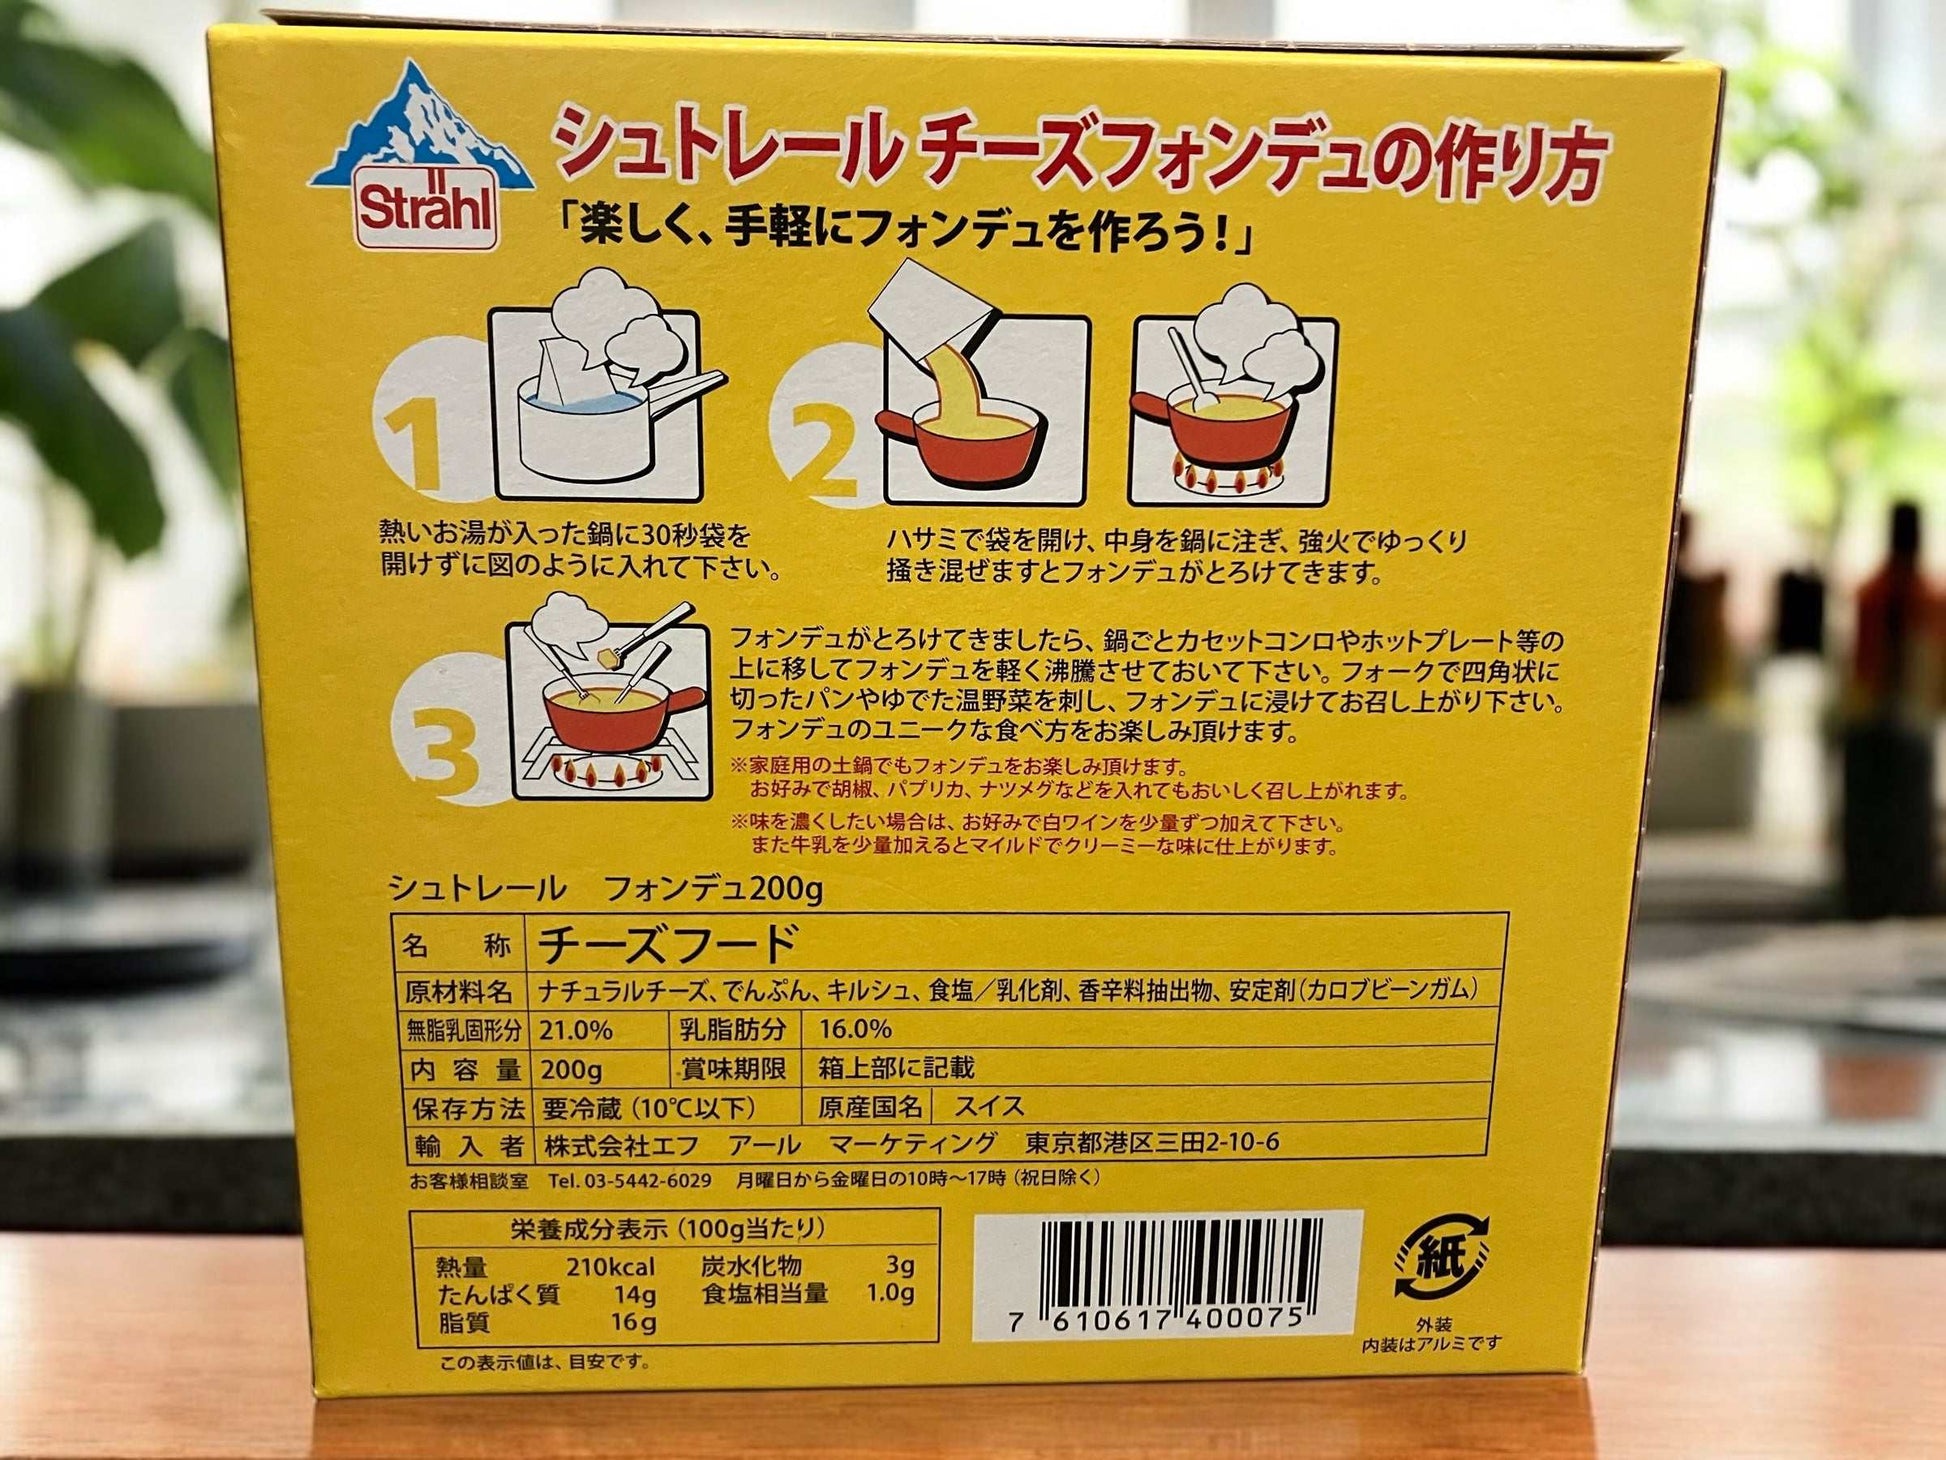 Strähl
シュトレール チーズフォンデュの作り方
「楽しく、手軽にフォンデュを作ろう！」
1
2
熱いお湯が入った鍋に30秒袋を
開けずに図のように入れて下さい。
ハサミで袋を開け、中身を鍋に注ぎ、強火でゆっくり
掻き混ぜますとフォンデュがとろけてきます。
3
フォンデュがとろけてきましたら、鍋ごとカセットコンロやホットプレート等の
上に移してフォンデュを軽く沸騰させておいて下さい。フォークで四角状に
切ったパンやゆでた温野菜を刺し、フォンデュに浸けてお召し上がり下さい。
フォンデュのユニークな食べ方をお楽しみ頂けます。
※家庭用の土鍋でもフォンデュをお楽しみ頂けます。
お好みで胡椒、パプリカ、ナツメグなどを入れてもおいしく召し上がれます。
※味を濃くしたい場合は、お好みで白ワインを少量ずつ加えて下さい。
また牛乳を少量加えるとマイルドでクリーミーな味に仕上がります。
シュトレール フォンデュ200g
名 称 チーズフード
原材料名 ナチュラルチーズ、でんぷん、キルシュ、食塩／乳化剤、香辛料抽出物、安定剤（カロブビーンガム）
無脂乳固形分 21.0% 乳脂肪分 16.0%
内容量 200g 賞味期限 箱上部に記載
保存方法 要冷蔵（10℃以下） 原産国名 スイス
輸入者 株式会社エフ アール マーケティング 東京都港区三田2-10-6
お客様相談室 Tel. 03-5442-6029 月曜日から金曜日の10時〜17時（祝日除く）
栄養成分表示（100g当たり）
熱量 210kcal 炭水化物 3g
たんぱく質 14g 食塩相当量 1.0g
脂質 16g
この表示値は、目安です。
7 610617 400075
紙
外装
内装はアルミです